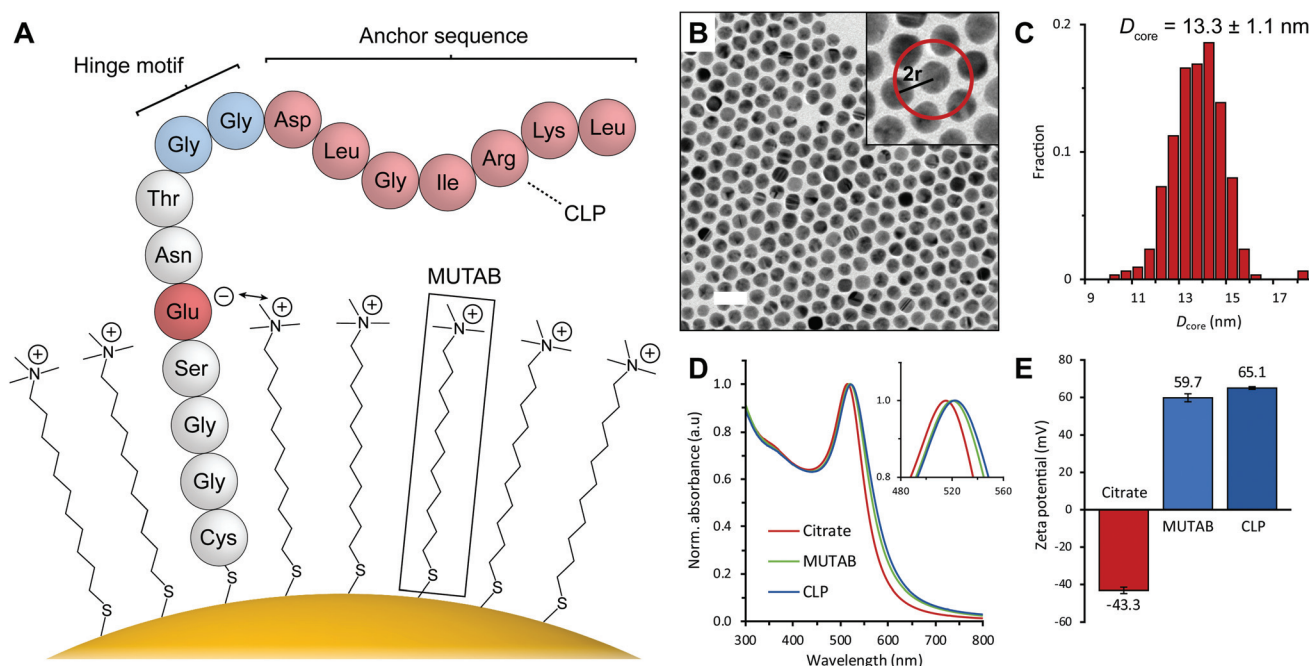 A
Anchor sequence
Hinge motif
Gly
Gly
Asp
Leu
Gly
Ile
Arg
Lys
Leu
CLP
Thr
Asn
Glu
Ser
Gly
Gly
Cys
MUTAB
−
+
+
+
+
+
+
+
N
N
N
N
N
N
N
S
S
S
S
S
S
S
S
B
2r
C
D_core = 13.3 ± 1.1 nm
Fraction
0.2
0.1
0
9 11 13 15 17
D_core (nm)
D
Norm. absorbance (a.u)
1.0
0.8
0.6
0.4
0.2
0.0
300 400 500 600 700 800
Wavelength (nm)
Citrate
MUTAB
CLP
1.0
0.8
480 520 560
E
Zeta potential (mV)
80
60
40
20
0
-20
-40
-60
59.7
65.1
Citrate
MUTAB CLP
-43.3